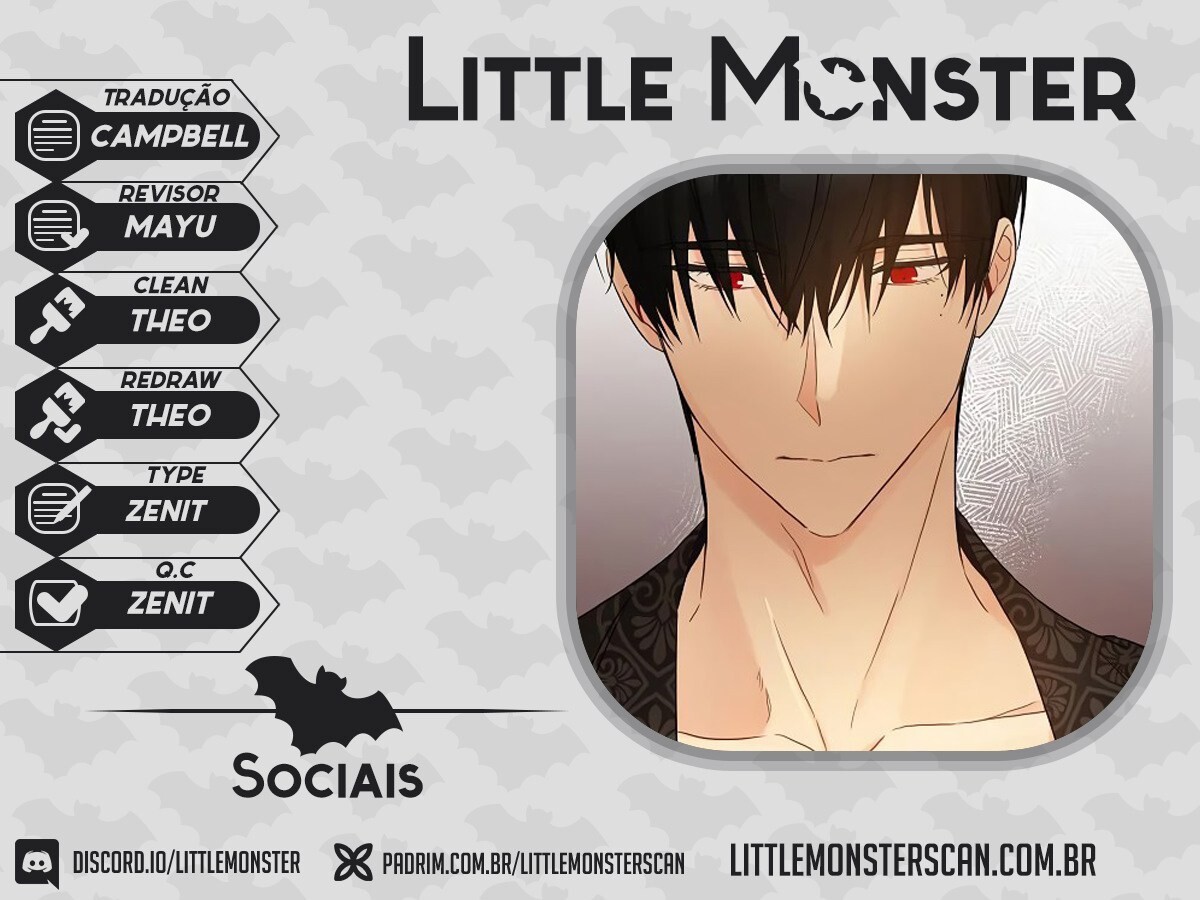 LITTLE MONSTER
TRADUÇÃO
CAMPBELL
REVISOR
MAYU
CLEAN
THEO
REDRAW
THEO
TYPE
ZENIT
Q.C
ZENIT
SOCIAIS
DISCORD.IO/LITTLEMONSTER
PADRIM.COM.BR/LITTLEMONSTERSCAN
LITTLEMONSTERSCAN.COM.BR